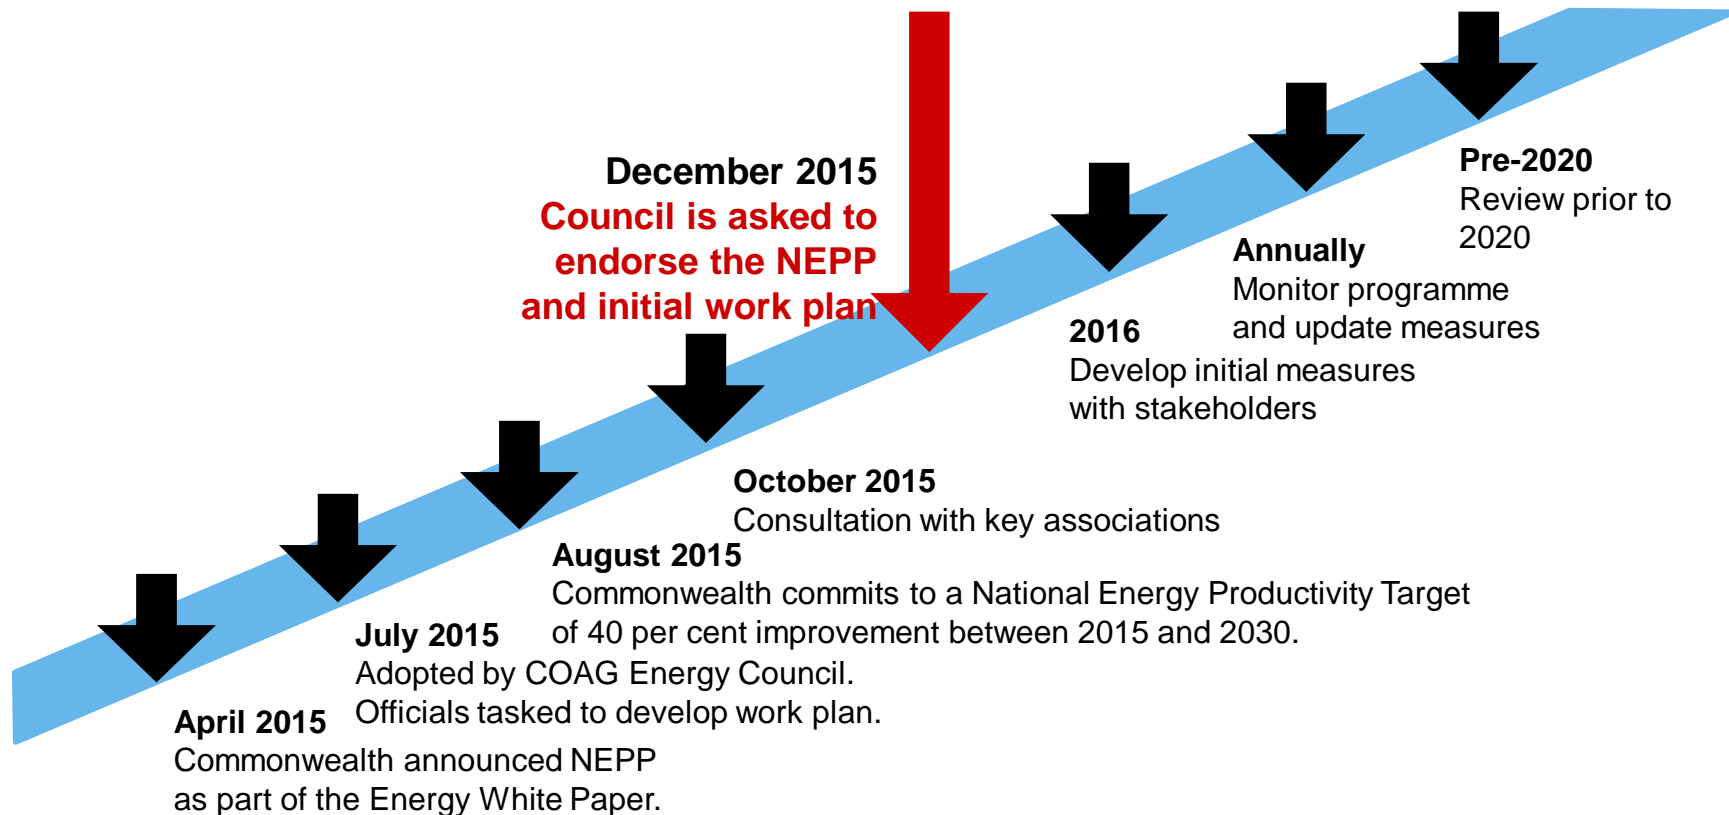 December 2015
Council is asked to
endorse the NEPP
and initial work plan
Pre-2020
Review prior to
2020
Annually
Monitor programme
and update measures
2016
Develop initial measures
with stakeholders
October 2015
Consultation with key associations
August 2015
Commonwealth commits to a National Energy Productivity Target
of 40 per cent improvement between 2015 and 2030.
July 2015
Adopted by COAG Energy Council.
Officials tasked to develop work plan.
April 2015
Commonwealth announced NEPP
as part of the Energy White Paper.